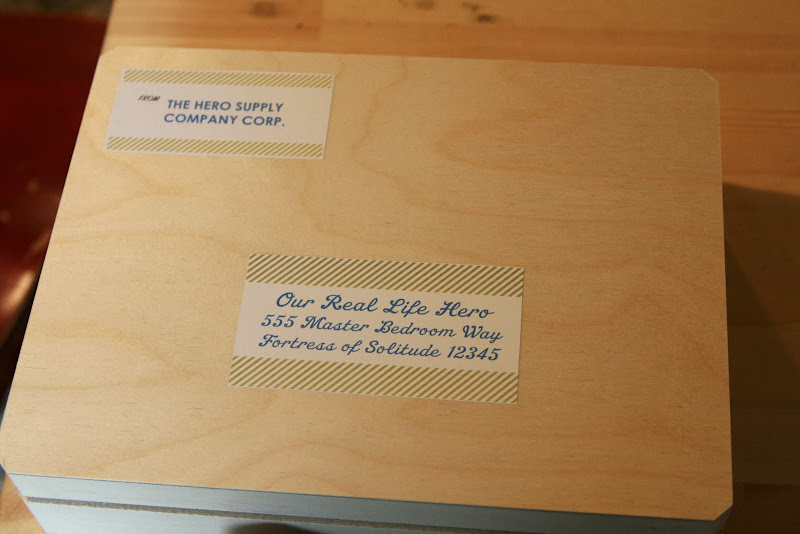 FROM THE HERO SUPPLY
COMPANY CORP.
Our Real Life Hero
555 Master Bedroom Way
Fortress of Solitude 12345